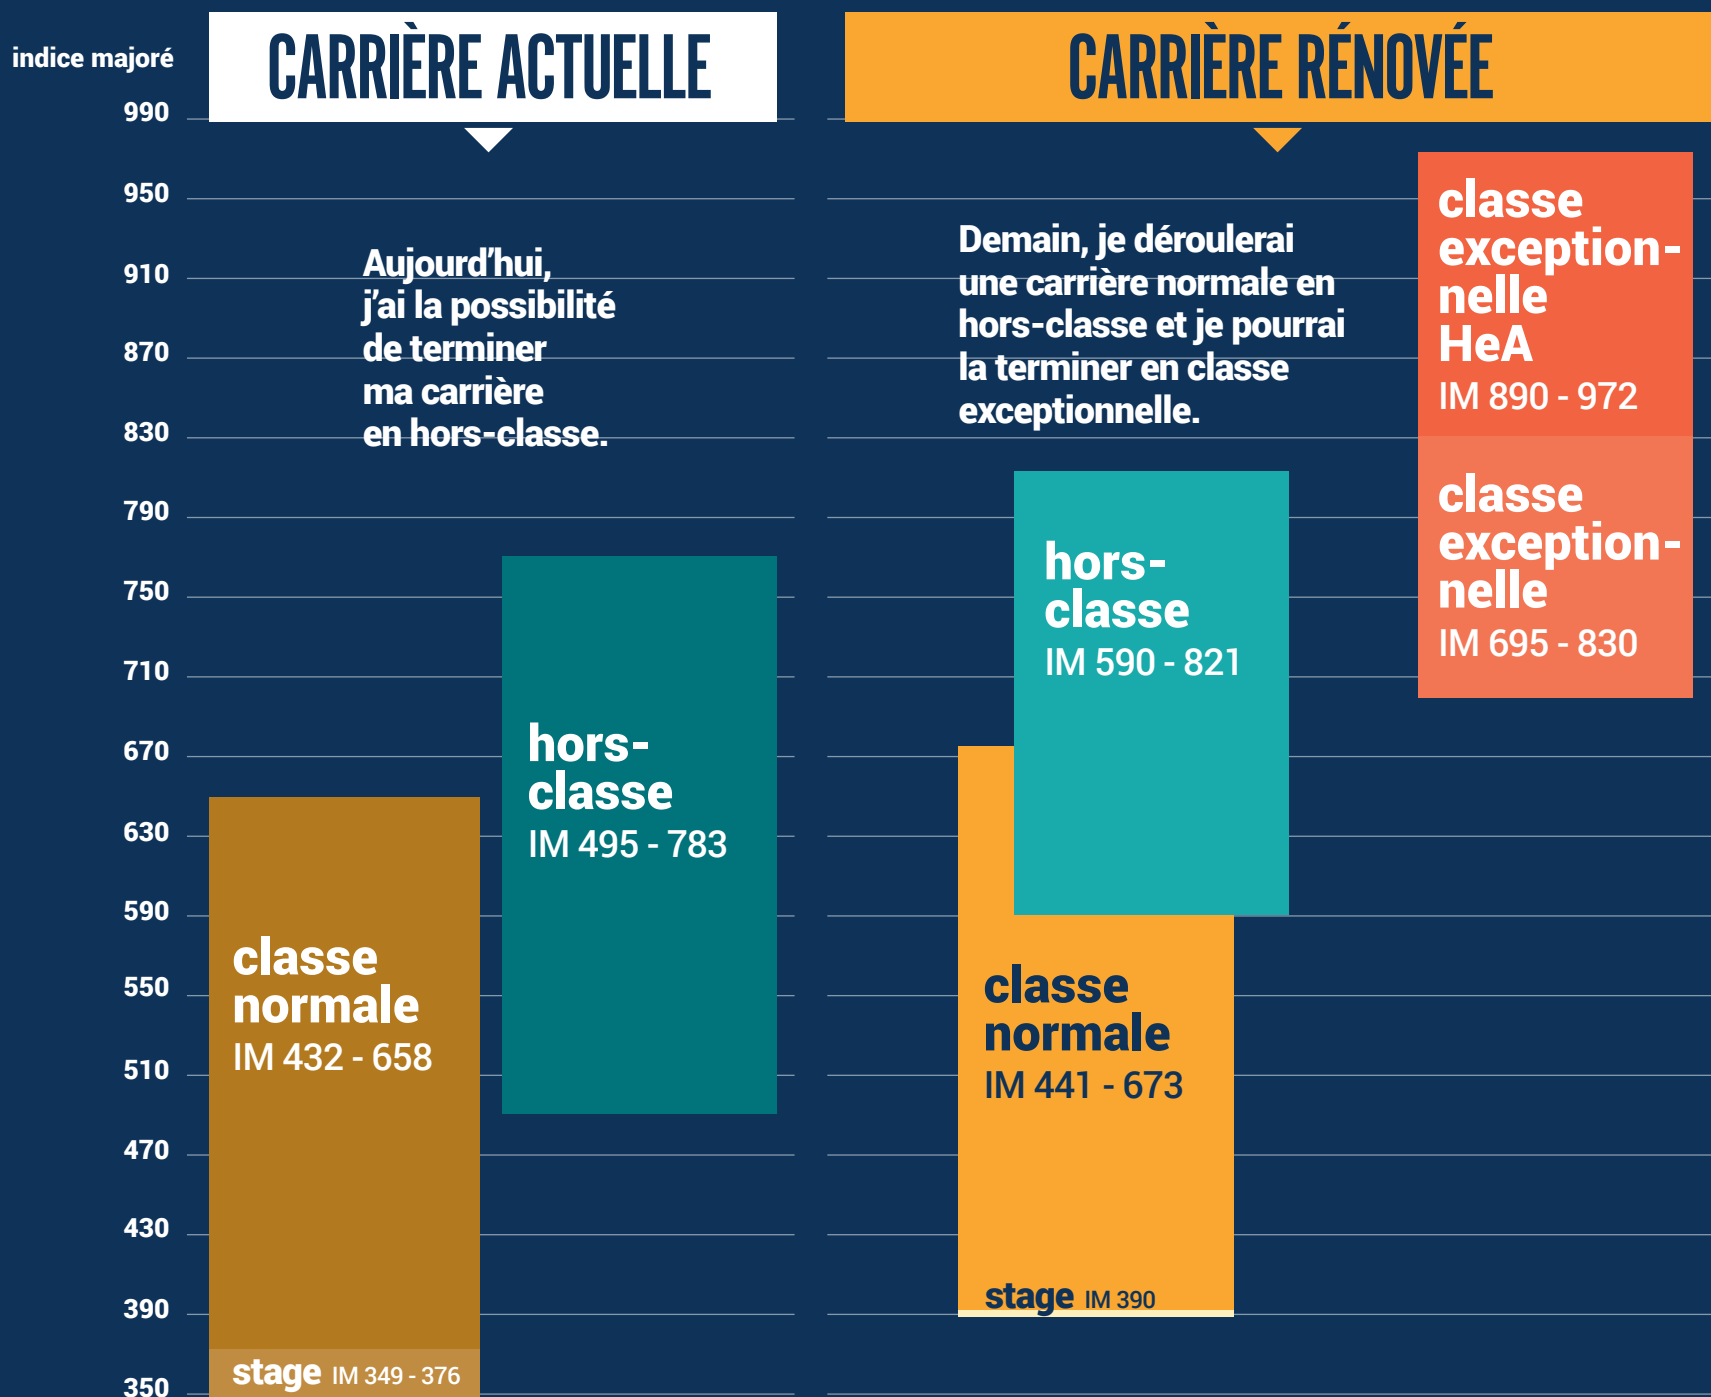 indice majoré
CARRIÈRE ACTUELLE
CARRIÈRE RÉNOVÉE
990
950
910
870
830
790
750
710
670
630
590
550
510
470
430
390
350
Aujourd'hui,
j'ai la possibilité
de terminer
ma carrière
en hors-classe.
hors-
classe
IM 495 - 783
classe
normale
IM 432 - 658
stage IM 349 - 376
Demain, je déroulerai
une carrière normale en
hors-classe et je pourrai
la terminer en classe
exceptionnelle.
classe
exception-
nelle
HeA
IM 890 - 972
classe
exception-
nelle
IM 695 - 830
hors-
classe
IM 590 - 821
classe
normale
IM 441 - 673
stage IM 390